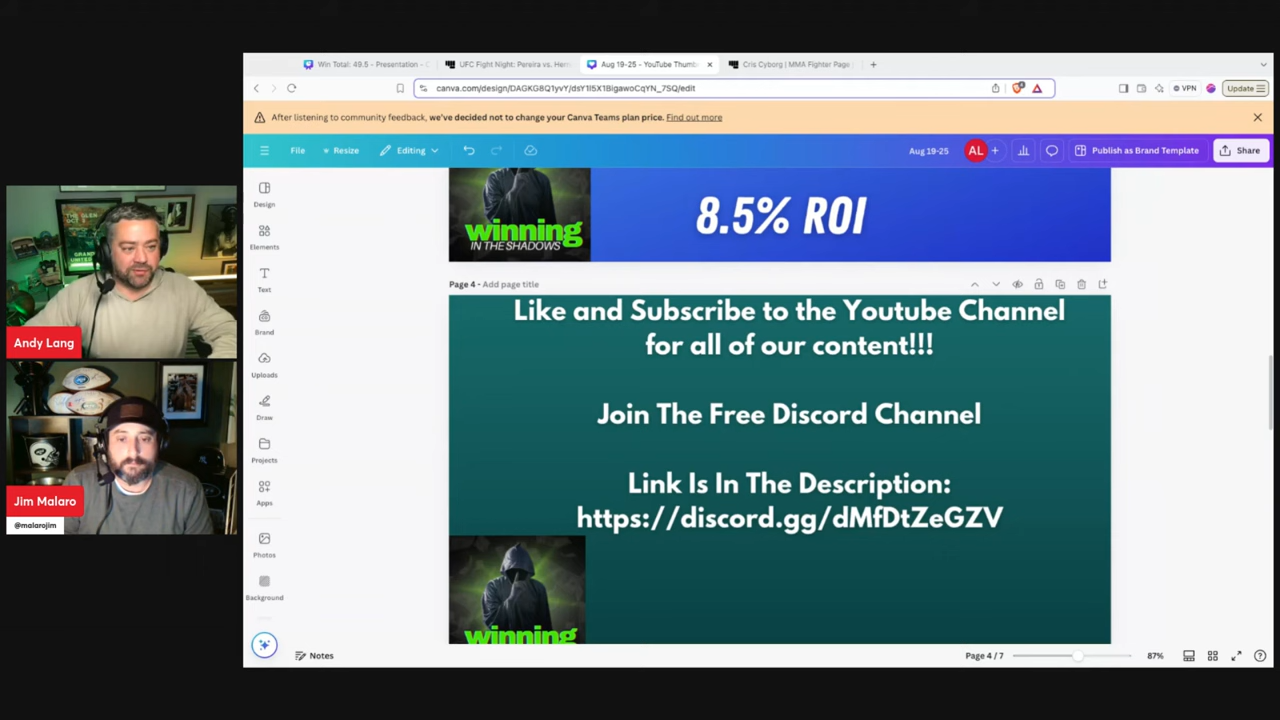 Win Total: 49.5 - Presentation - C
UFC Fight Night: Pereira vs. Hern
Aug 19-25 - YouTube Thumb
Cris Cyborg | MMA Fighter Page
canva.com/design/DAGKG8Q1yvY/dsY1I5X1BigawoCqYN_7SQ/edit
VPN
Update
After listening to community feedback, we've decided not to change your Canva Teams plan price. Find out more
File
Resize
Editing
Aug 19-25
AL
Publish as Brand Template
Share
Design
Elements
Text
Brand
Uploads
Draw
Projects
Apps
Photos
Background
winning
IN THE SHADOWS
8.5% ROI
Page 4 - Add page title
Like and Subscribe to the Youtube Channel
for all of our content!!!
Join The Free Discord Channel
Link Is In The Description:
https://discord.gg/dMfDtZeGZV
winning
Notes
Page 4 / 7
87%
Andy Lang
Jim Malaro
@malarojim